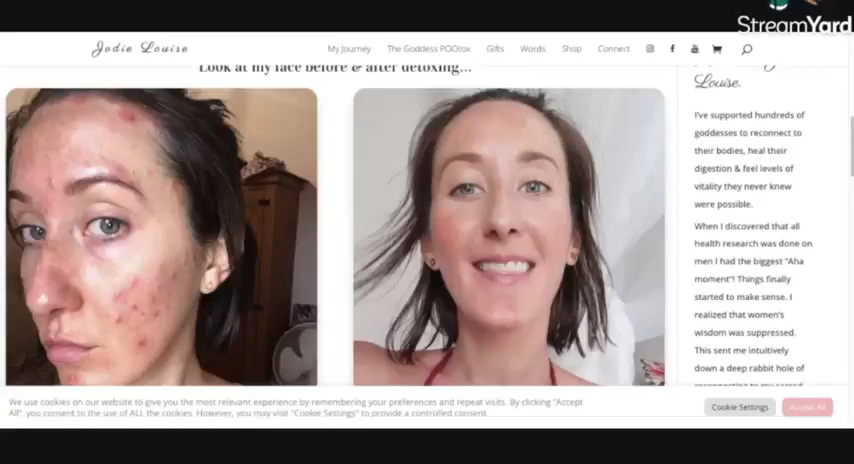 StreamYard
Jodie Louise
My Journey The Goddess POOtox Gifts Words Shop Connect
Look at my face before & after detoxing...
Louise.
I've supported hundreds of
goddesses to reconnect to
their bodies, heal their
digestion & feel levels of
vitality they never knew
were possible.
When I discovered that all
health research was done on
men I had the biggest "Aha
moment"! Things finally
started to make sense. I
realized that women's
wisdom was suppressed.
This sent me intuitively
down a deep rabbit hole of
We use cookies on our website to give you the most relevant experience by remembering your preferences and repeat visits. By clicking "Accept
All", you consent to the use of ALL the cookies. However, you may visit "Cookie Settings" to provide a controlled consent.
Cookie Settings Accept All